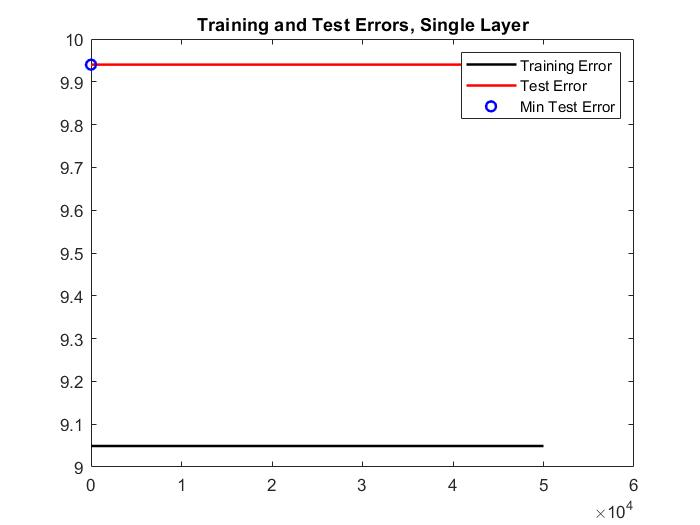 Training and Test Errors, Single Layer
10
9.9
9.8
9.7
9.6
9.5
9.4
9.3
9.2
9.1
9
Training Error
Test Error
Min Test Error
0 1 2 3 4 5 6
×10^4